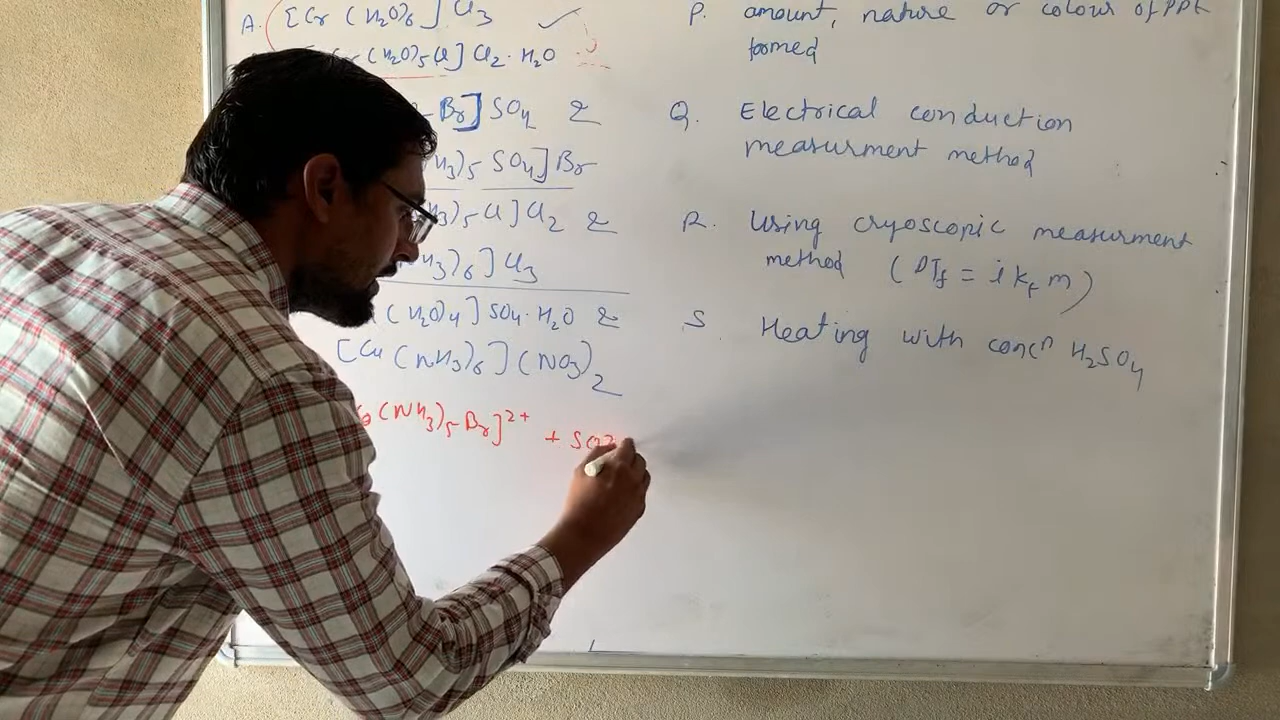 A. [Cr (H2O)6] Cl3
(H2O)5 Cl] Cl2 · H2O
Br] SO4 &
H3)5 SO4] Br
H3)5 Cl] Cl2 &
H3)6] Cl3
(H2O)4] SO4 · H2O &
[Cu (NH3)6] (NO3)2
(NH3)5 Br]2+ + SO
P. amount, nature or colour of ppt
formed
Q. Electrical conduction
measurment method
R. Using cryoscopic measurment
method (DTf = i kf m)
S Heating with concn H2SO4